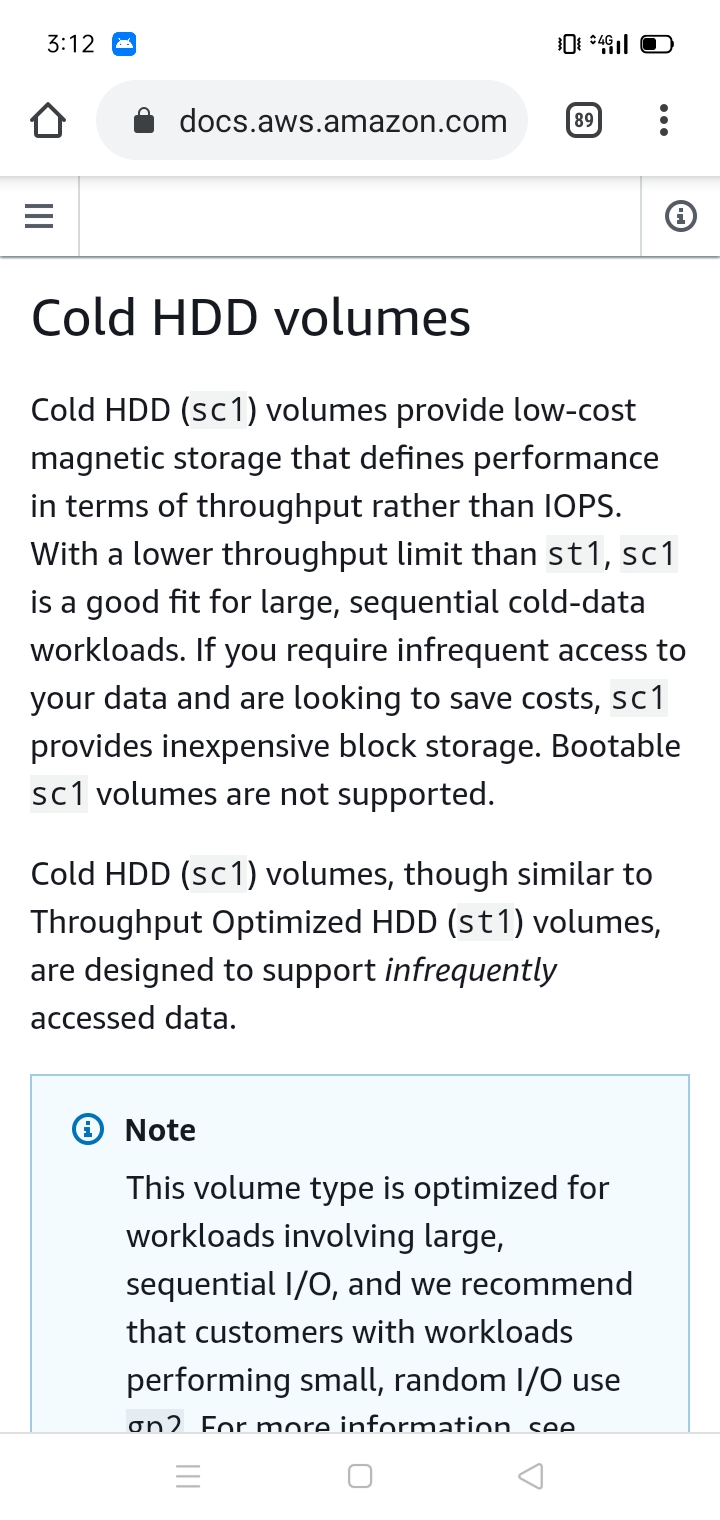 3:12
4G
docs.aws.amazon.com
89
Cold HDD volumes
Cold HDD (sc1) volumes provide low-cost
magnetic storage that defines performance
in terms of throughput rather than IOPS.
With a lower throughput limit than st1, sc1
is a good fit for large, sequential cold-data
workloads. If you require infrequent access to
your data and are looking to save costs, sc1
provides inexpensive block storage. Bootable
sc1 volumes are not supported.
Cold HDD (sc1) volumes, though similar to
Throughput Optimized HDD (st1) volumes,
are designed to support infrequently
accessed data.
Note
This volume type is optimized for
workloads involving large,
sequential I/O, and we recommend
that customers with workloads
performing small, random I/O use
gp2. For more information, see